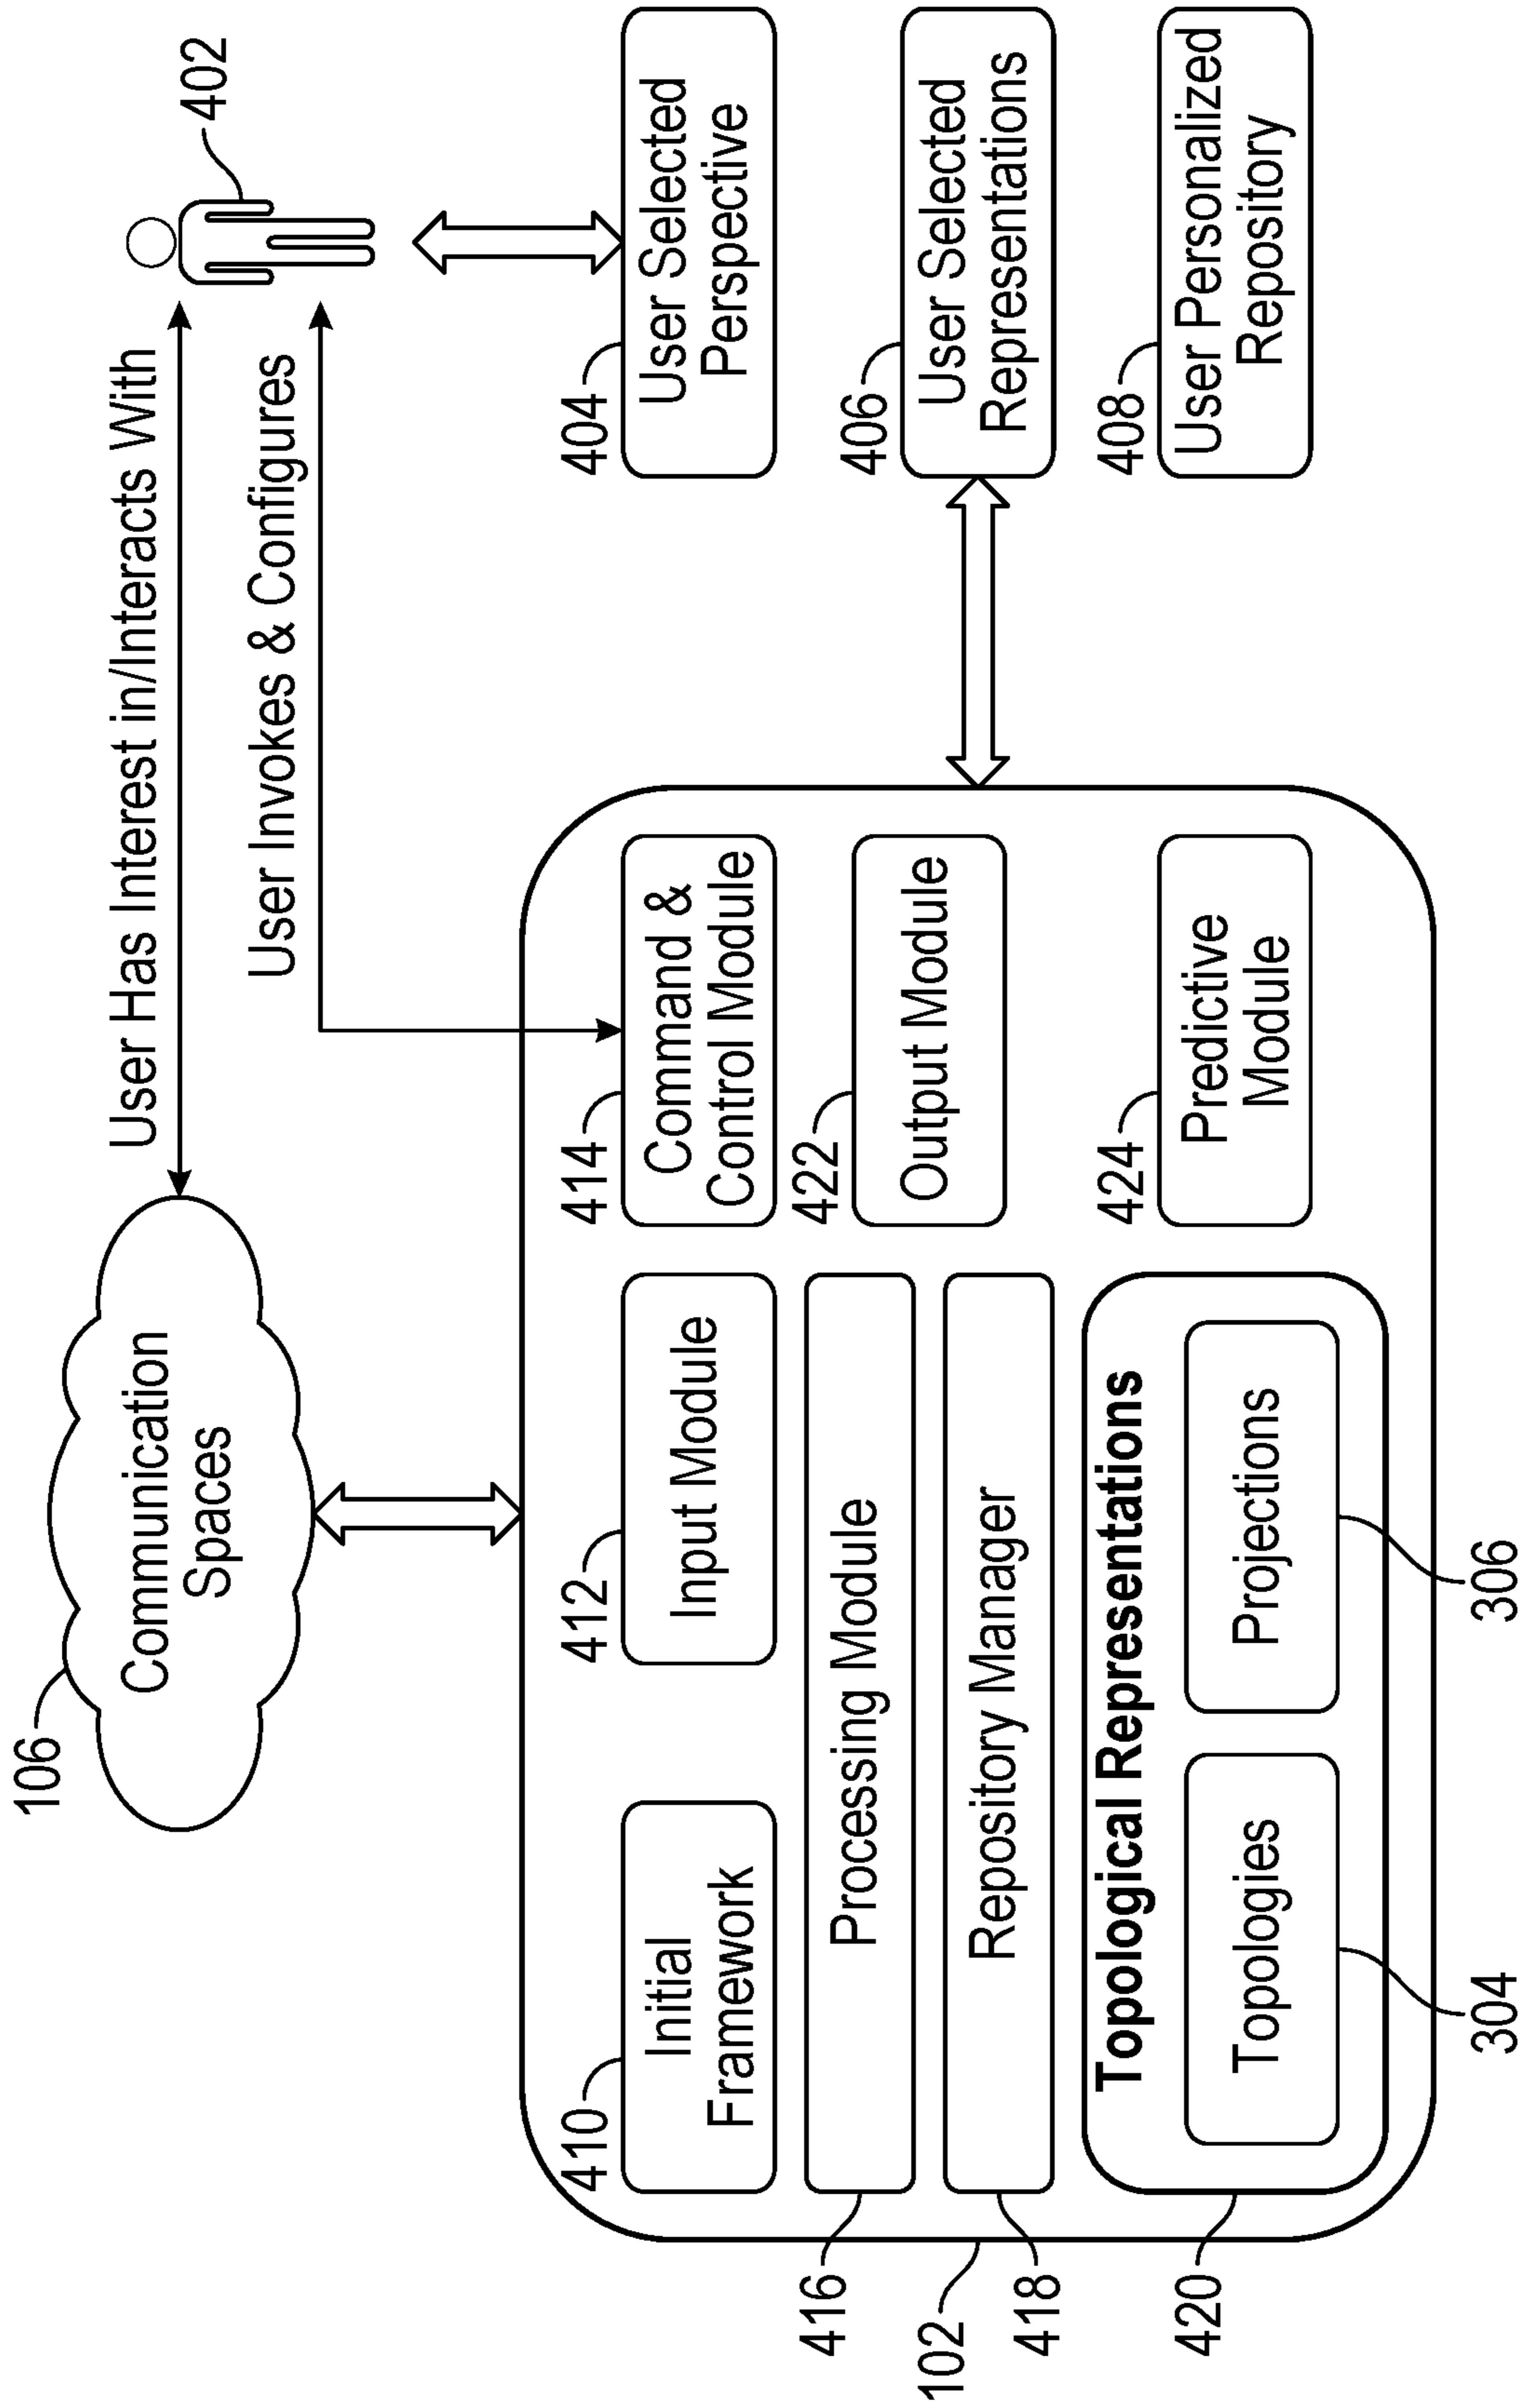 106
Communication
Spaces
User Has Interest in/Interacts With
User Invokes & Configures
402
410
Initial
Framework
412
Input Module
414
Command &
Control Module
404
User Selected
Perspective
416
Processing Module
422
Output Module
406
User Selected
Representations
102
418
Repository Manager
420
Topological Representations
Topologies
Projections
304
306
424
Predictive
Module
408
User Personalized
Repository